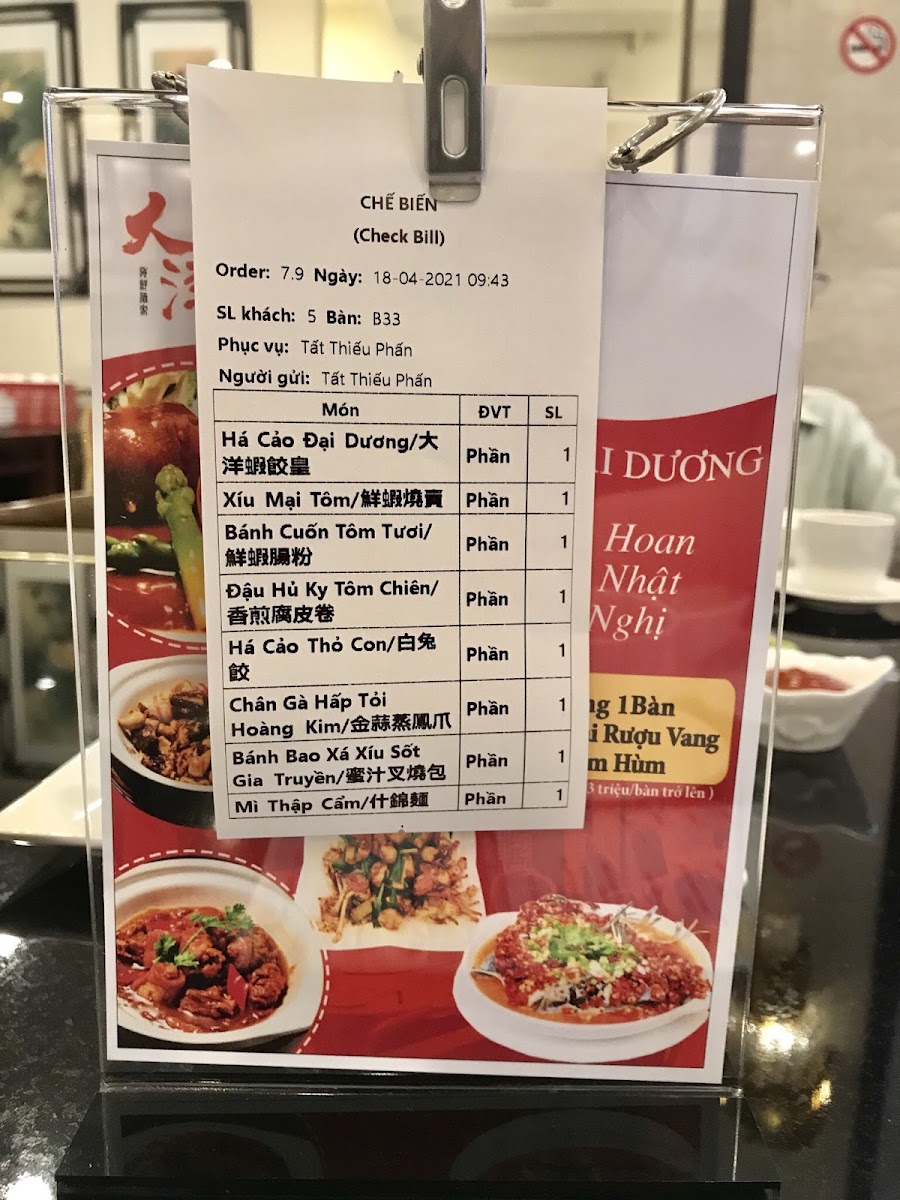 CHẾ BIẾN
(Check Bill)
Order: 7.9 Ngày: 18-04-2021 09:43
SL khách: 5 Bàn: B33
Phục vụ: Tất Thiếu Phấn
Người gửi: Tất Thiếu Phấn
Món ĐVT SL
Há Cảo Đại Dương/大
洋蝦餃皇 Phần 1
Xíu Mại Tôm/鮮蝦燒賣 Phần 1
Bánh Cuốn Tôm Tươi/
鮮蝦腸粉 Phần 1
Đậu Hủ Ky Tôm Chiên/
香煎腐皮卷 Phần 1
Há Cảo Thỏ Con/白兔
餃 Phần 1
Chân Gà Hấp Tỏi
Hoàng Kim/金蒜蒸鳳爪 Phần 1
Bánh Bao Xá Xíu Sốt
Gia Truyền/蜜汁叉燒包 Phần 1
Mì Thập Cẩm/什錦麵 Phần 1
大
DƯƠNG
Hoan
Nhật
Nghị
1Bàn
Rượu Vang
Hùm
3 triệu/bàn trở lên )